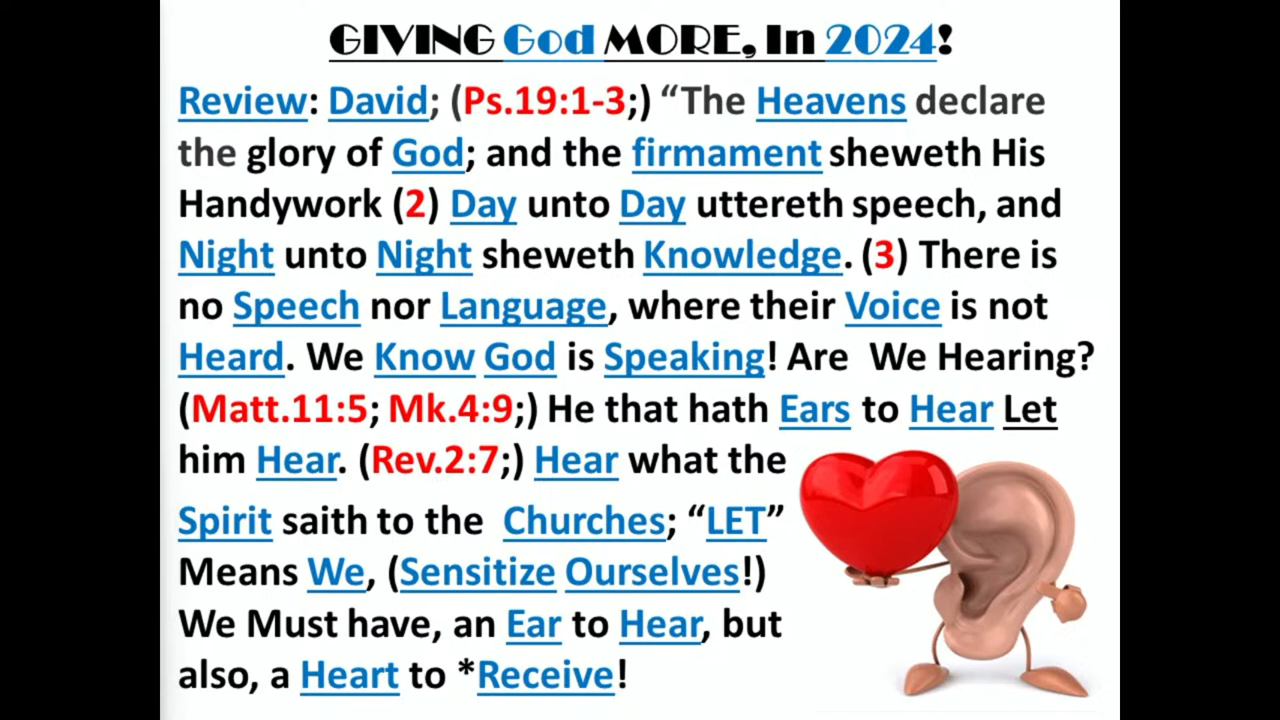 GIVING God MORE, In 2024!
Review: David; (Ps.19:1-3;) “The Heavens declare
the glory of God; and the firmament sheweth His
Handywork (2) Day unto Day uttereth speech, and
Night unto Night sheweth Knowledge. (3) There is
no Speech nor Language, where their Voice is not
Heard. We Know God is Speaking! Are We Hearing?
(Matt.11:5; Mk.4:9;) He that hath Ears to Hear Let
him Hear. (Rev.2:7;) Hear what the
Spirit saith to the Churches; “LET”
Means We, (Sensitize Ourselves!)
We Must have, an Ear to Hear, but
also, a Heart to *Receive!